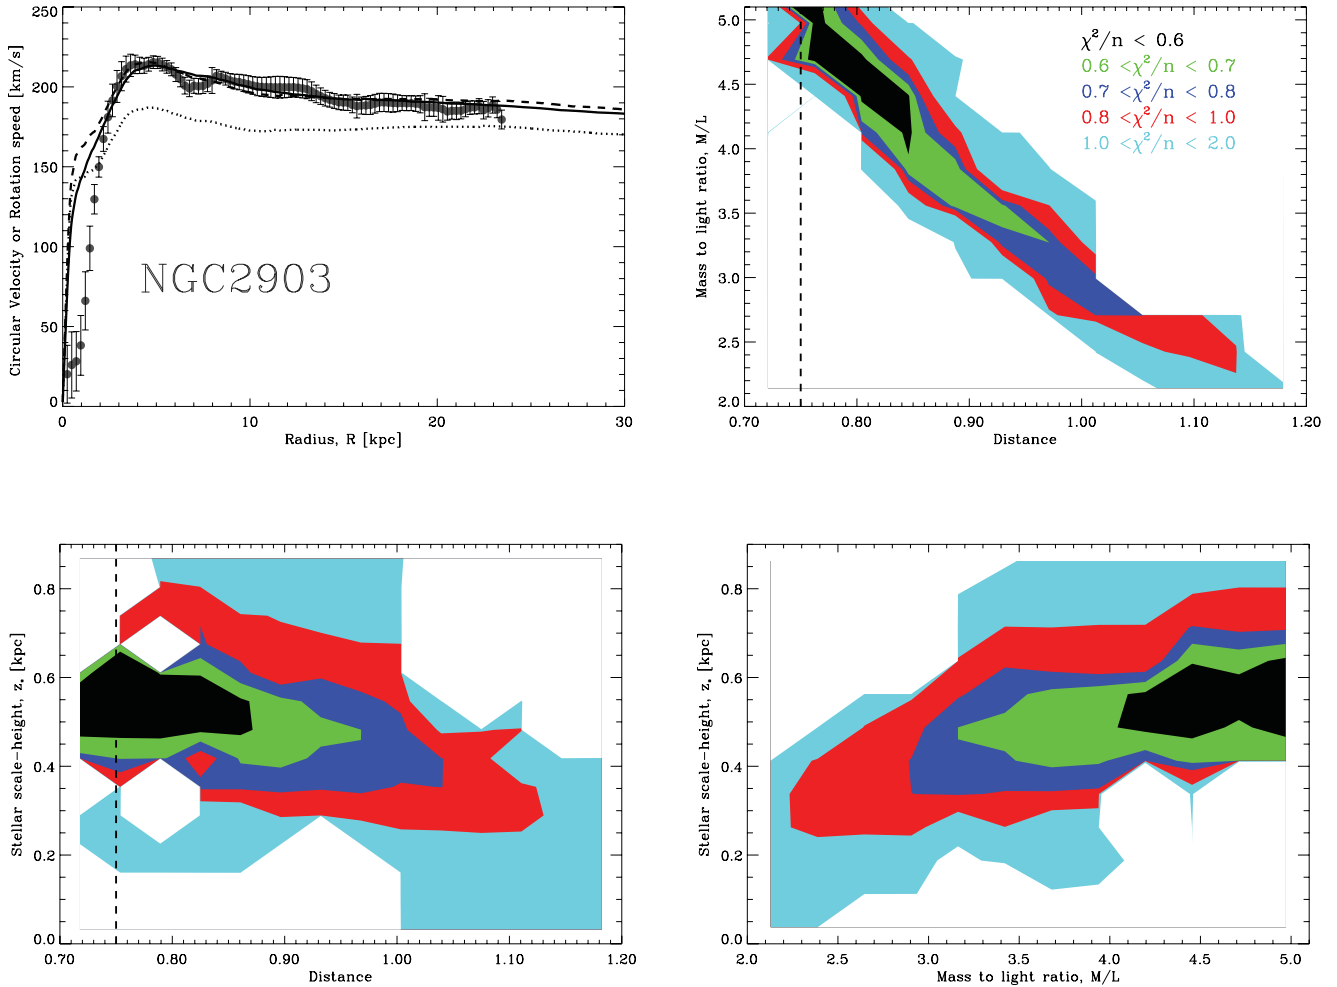 250
200
150
100
50
0
Circular Velocity or Rotation speed [km/s]
NGC2903
0 10 20 30
Radius, R [kpc]
5.0
4.5
4.0
3.5
3.0
2.5
2.0
Mass to light ratio, M/L
χ²/n < 0.6
0.6 <χ²/n < 0.7
0.7 <χ²/n < 0.8
0.8 <χ²/n < 1.0
1.0 <χ²/n < 2.0
0.70 0.80 0.90 1.00 1.10 1.20
Distance
0.8
0.6
0.4
0.2
0.0
Stellar scale-height, z* [kpc]
0.70 0.80 0.90 1.00 1.10 1.20
Distance
0.8
0.6
0.4
0.2
0.0
Stellar scale-height, z* [kpc]
2.0 2.5 3.0 3.5 4.0 4.5 5.0
Mass to light ratio, M/L